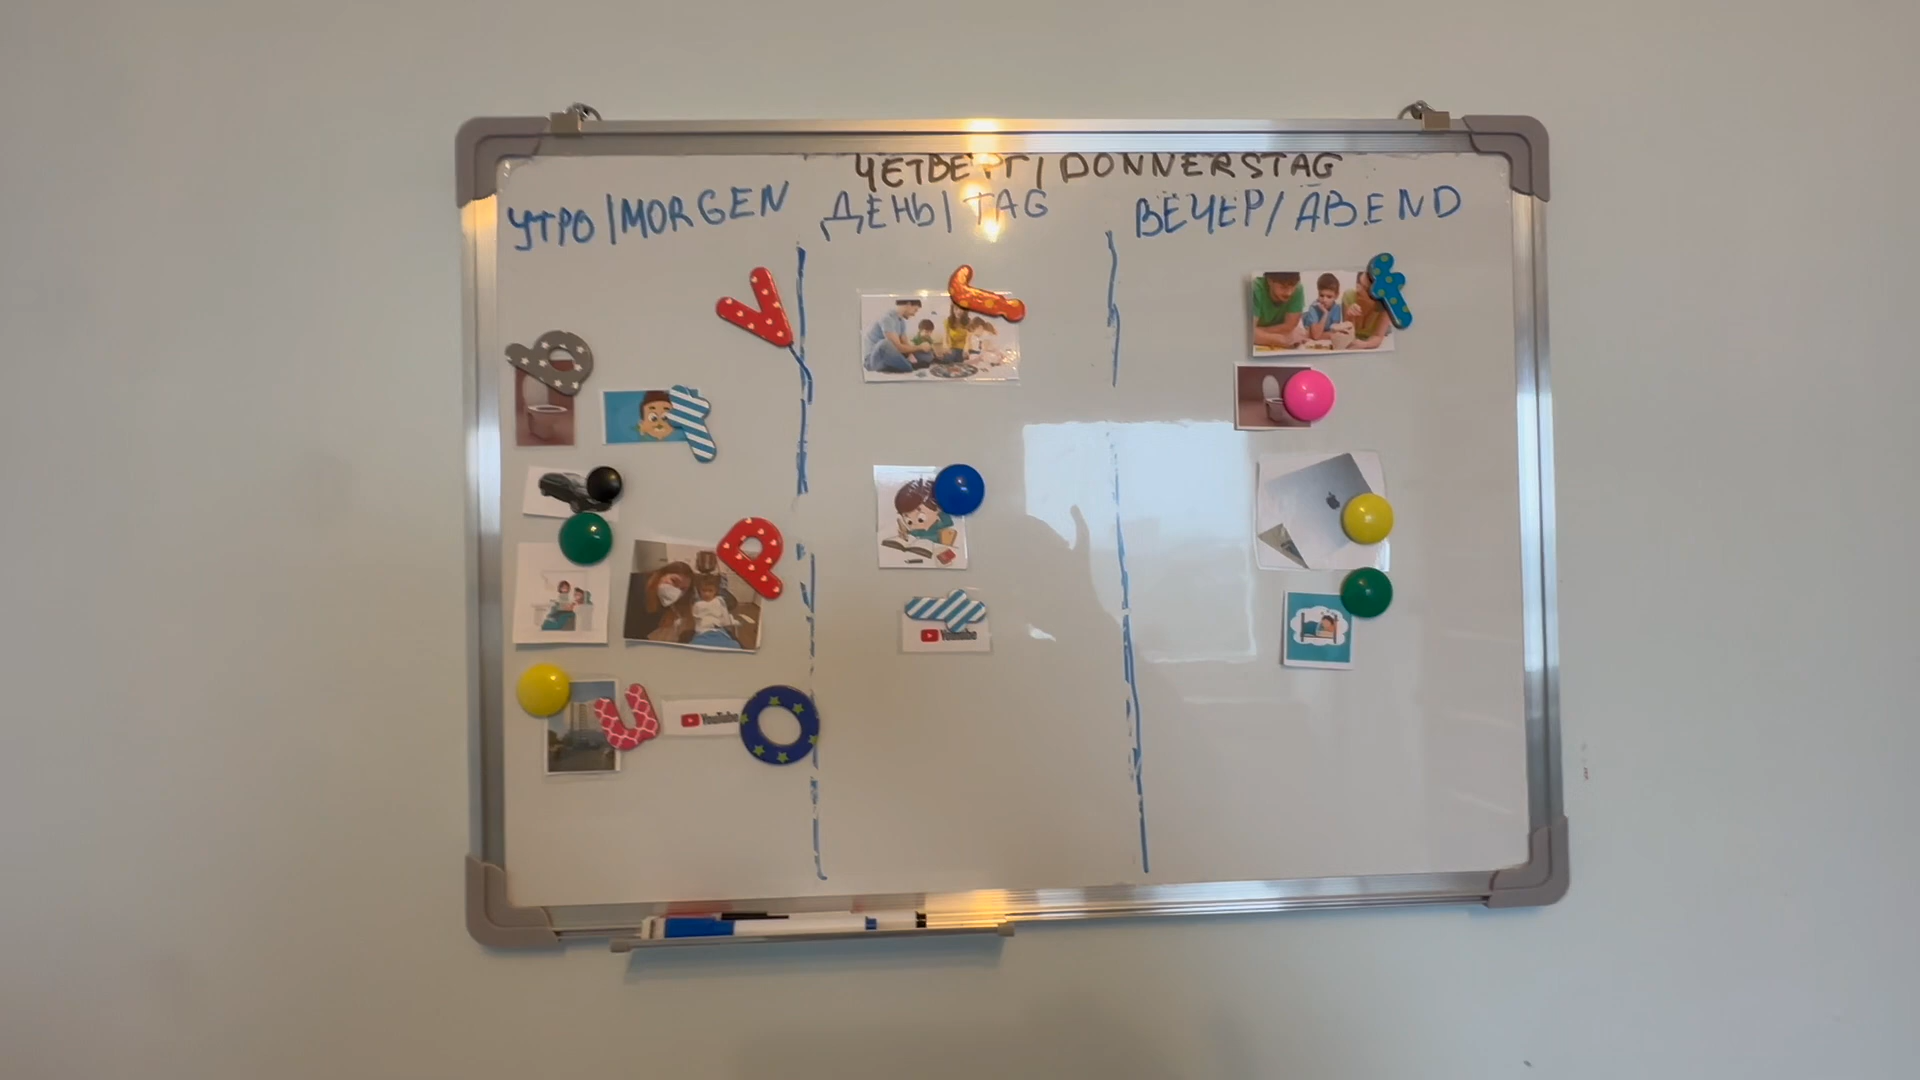 ЧЕТВЕРГ/DONNERSTAG
УТРО/MORGEN
ДЕНЬ/TAG
ВЕЧЕР/ABEND
YouTube
YouTube